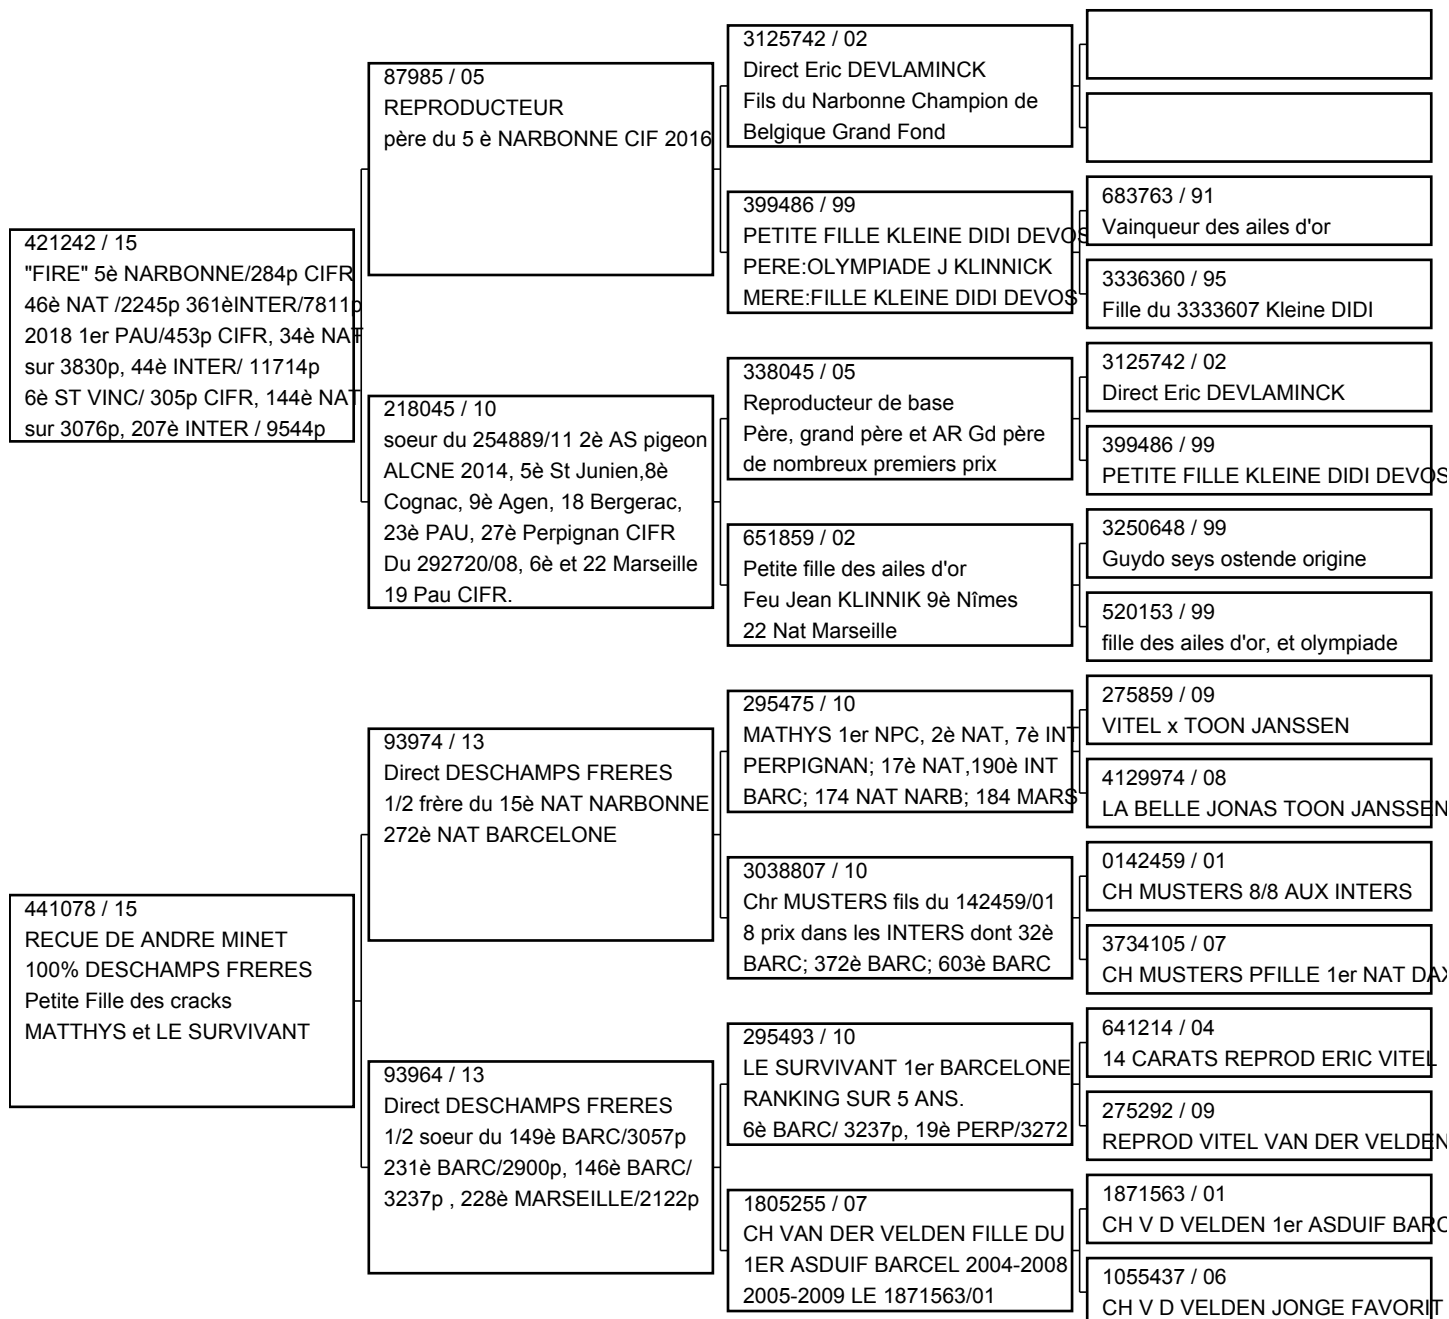 421242 / 15
"FIRE" 5è NARBONNE/284p CIFR
46è NAT /2245p 361èINTER/7811p
2018 1er PAU/453p CIFR, 34è NAT
sur 3830p, 44è INTER/ 11714p
6è ST VINC/ 305p CIFR, 144è NAT
sur 3076p, 207è INTER / 9544p
441078 / 15
RECUE DE ANDRE MINET
100% DESCHAMPS FRERES
Petite Fille des cracks
MATTHYS et LE SURVIVANT
87985 / 05
REPRODUCTEUR
père du 5 è NARBONNE CIF 2016
218045 / 10
soeur du 254889/11 2è AS pigeon
ALCNE 2014, 5è St Junien,8è
Cognac, 9è Agen, 18 Bergerac,
23è PAU, 27è Perpignan CIFR
Du 292720/08, 6è et 22 Marseille
19 Pau CIFR.
93974 / 13
Direct DESCHAMPS FRERES
1/2 frère du 15è NAT NARBONNE
272è NAT BARCELONE
93964 / 13
Direct DESCHAMPS FRERES
1/2 soeur du 149è BARC/3057p
231è BARC/2900p, 146è BARC/
3237p , 228è MARSEILLE/2122p
3125742 / 02
Direct Eric DEVLAMINCK
Fils du Narbonne Champion de
Belgique Grand Fond
399486 / 99
PETITE FILLE KLEINE DIDI DEVOS
PERE:OLYMPIADE J KLINNICK
MERE:FILLE KLEINE DIDI DEVOS
338045 / 05
Reproducteur de base
Père, grand père et AR Gd père
de nombreux premiers prix
651859 / 02
Petite fille des ailes d'or
Feu Jean KLINNIK 9è Nîmes
22 Nat Marseille
295475 / 10
MATHYS 1er NPC, 2è NAT, 7è INT
PERPIGNAN; 17è NAT,190è INT
BARC; 174 NAT NARB; 184 MARS
3038807 / 10
Chr MUSTERS fils du 142459/01
8 prix dans les INTERS dont 32è
BARC; 372è BARC; 603è BARC
295493 / 10
LE SURVIVANT 1er BARCELONE
RANKING SUR 5 ANS.
6è BARC/ 3237p, 19è PERP/3272
1805255 / 07
CH VAN DER VELDEN FILLE DU
1ER ASDUIF BARCEL 2004-2008
2005-2009 LE 1871563/01
683763 / 91
Vainqueur des ailes d'or
3336360 / 95
Fille du 3333607 Kleine DIDI
3125742 / 02
Direct Eric DEVLAMINCK
399486 / 99
PETITE FILLE KLEINE DIDI DEVOS
3250648 / 99
Guydo seys ostende origine
520153 / 99
fille des ailes d'or, et olympiade
275859 / 09
VITEL x TOON JANSSEN
4129974 / 08
LA BELLE JONAS TOON JANSSEN
0142459 / 01
CH MUSTERS 8/8 AUX INTERS
3734105 / 07
CH MUSTERS PFILLE 1er NAT DAX
641214 / 04
14 CARATS REPROD ERIC VITEL
275292 / 09
REPROD VITEL VAN DER VELDEN
1871563 / 01
CH V D VELDEN 1er ASDUIF BARC
1055437 / 06
CH V D VELDEN JONGE FAVORIT